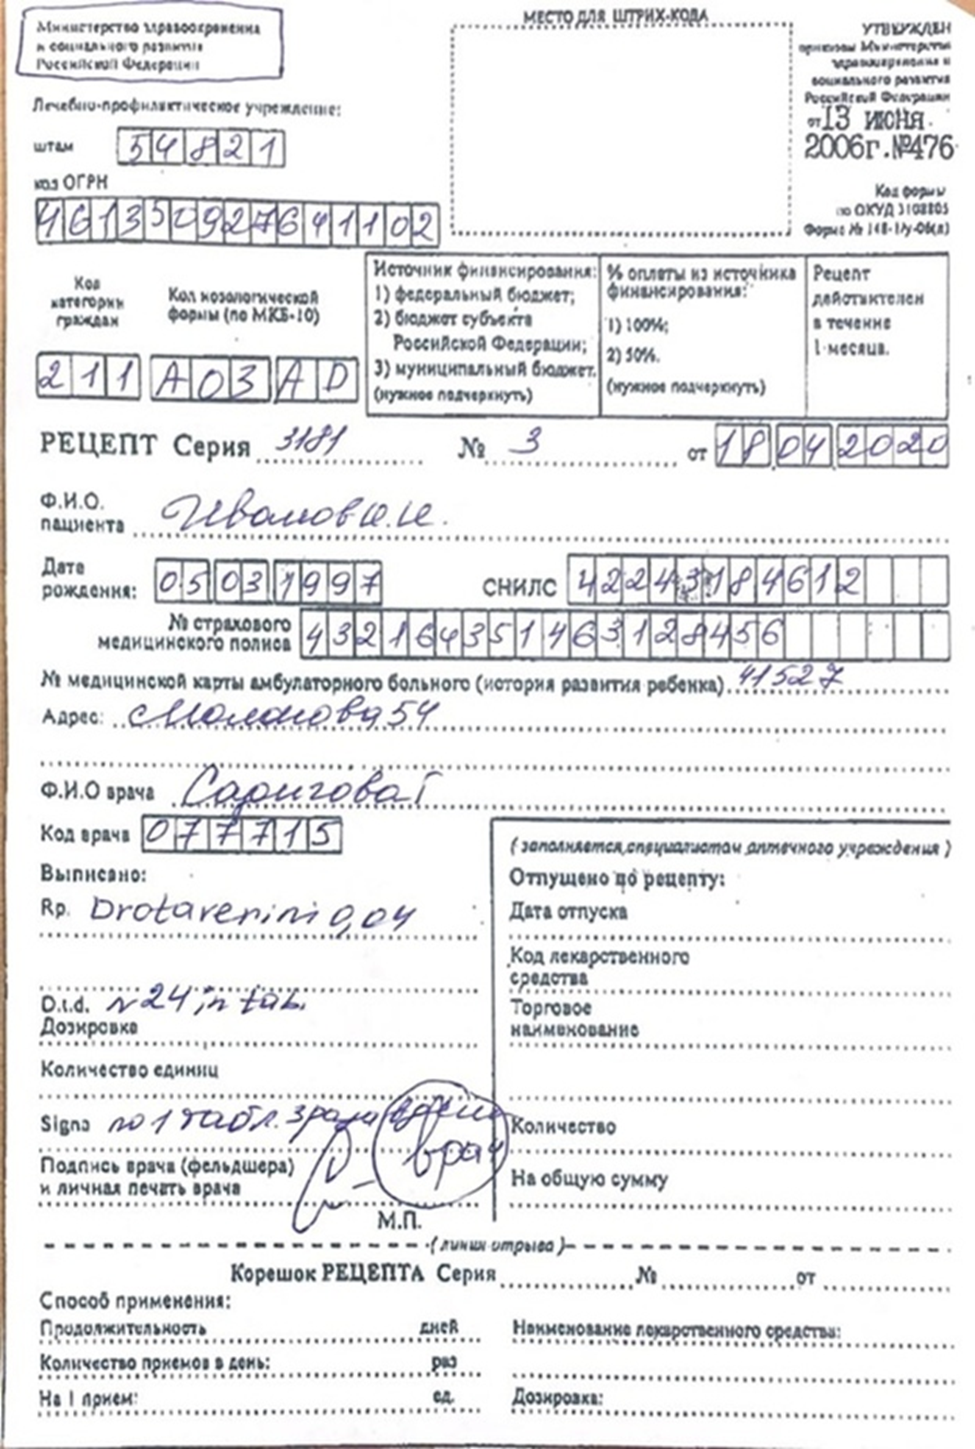 Министерство здравоохранения
и социального развития
Российской Федерации
МЕСТО ДЛЯ ШТРИХ-КОДА
УТВЕРЖДЕН
приказом Министерства
здравоохранения и
социального развития
Российской Федерации
от 13 июня
2006г. №476
Лечебно-профилактическое учреждение:
штам 54821
код ОГРН
461350927641102
Код формы
по ОКУД 3108805
Форма № 148-1/у-06(л)
Код
категории
граждан
211
Код нозологической
формы (по МКБ-10)
A03AD
Источник финансирования:
1) федеральный бюджет;
2) бюджет субъекта
Российской Федерации;
3) муниципальный бюджет.
(нужное подчеркнуть)
% оплаты из источника
финансирования:
1) 100%;
2) 50%.
(нужное подчеркнуть)
Рецепт
действителен
в течение
1 месяца.
РЕЦЕПТ Серия 3181 № 3 от 18 04 2020
Ф.И.О.
пациента Иванов И.И.
Дата
рождения: 05 03 1997 СНИЛС 42243184612
№ страхового
медицинского полиса 432164351463128456
№ медицинской карты амбулаторного больного (история развития ребенка) 41527
Адрес: 54
Ф.И.О врача
Код врача 077715
Выписано:
Rp. Drotaverini 0,04
D.t.d. N 24 in tab.
Дозировка
Количество единиц
Signa по 1 табл. 3 раза в день
Подпись врача (фельдшера)
и личная печать врача
врач
М.П.
(заполняется специалистом аптечного учреждения)
Отпущено по рецепту:
Дата отпуска
Код лекарственного
средства
Торговое
наименование
Количество
На общую сумму
(линия отрыва)
Корешок РЕЦЕПТА Серия № от
Способ применения:
Продолжительность дней
Количество приемов в день: раз
На 1 прием: ед.
Наименование лекарственного средства:
Дозировка: